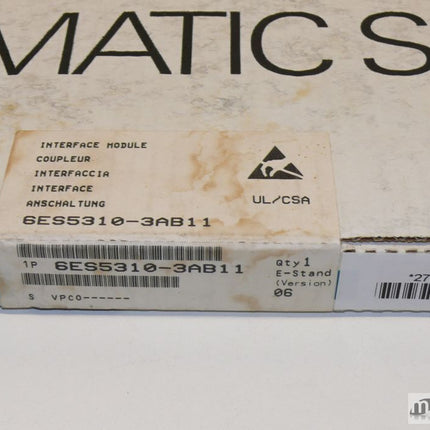 MATIC S
INTERFACE MODULE
COUPLEUR
INTERFACCIA
INTERFACE
ANSCHALTUNG
6ES5310-3AB11
UL/CSA
1P 6ES5310-3AB11
Qty 1
E-Stand
(Version)
06
S VPC0------
*27